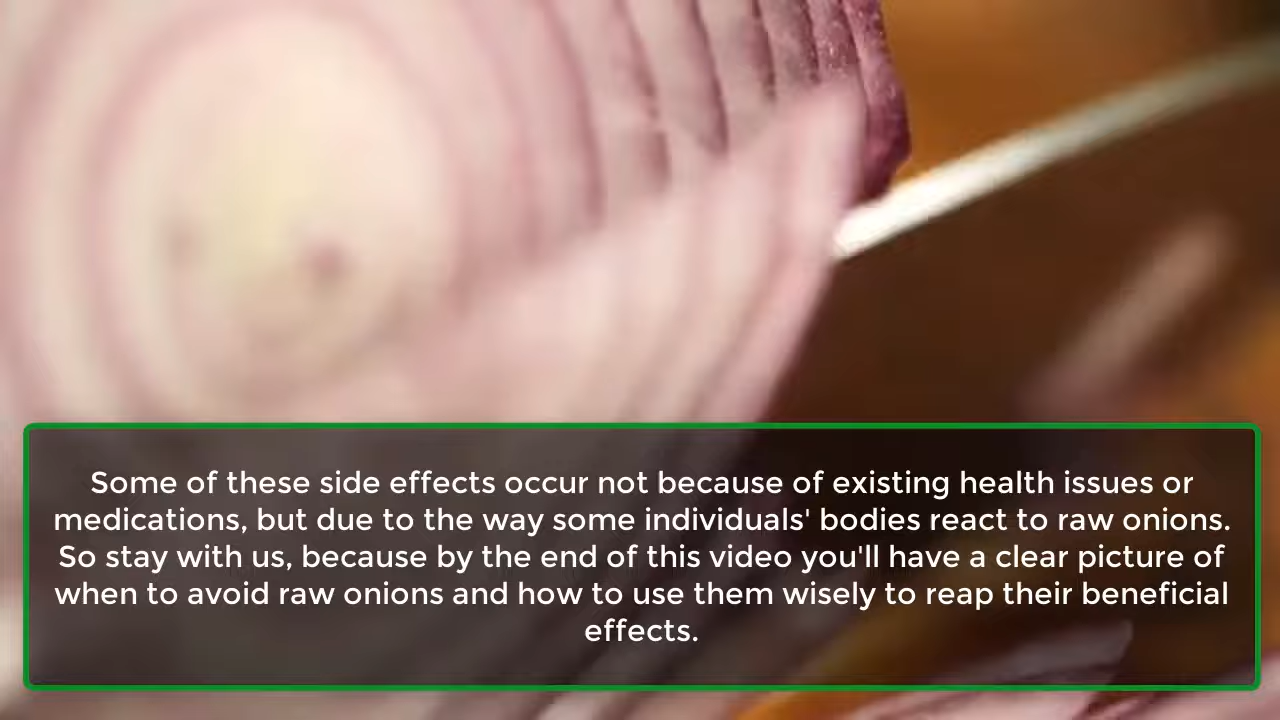 Some of these side effects occur not because of existing health issues or
medications, but due to the way some individuals' bodies react to raw onions.
So stay with us, because by the end of this video you'll have a clear picture of
when to avoid raw onions and how to use them wisely to reap their beneficial
effects.